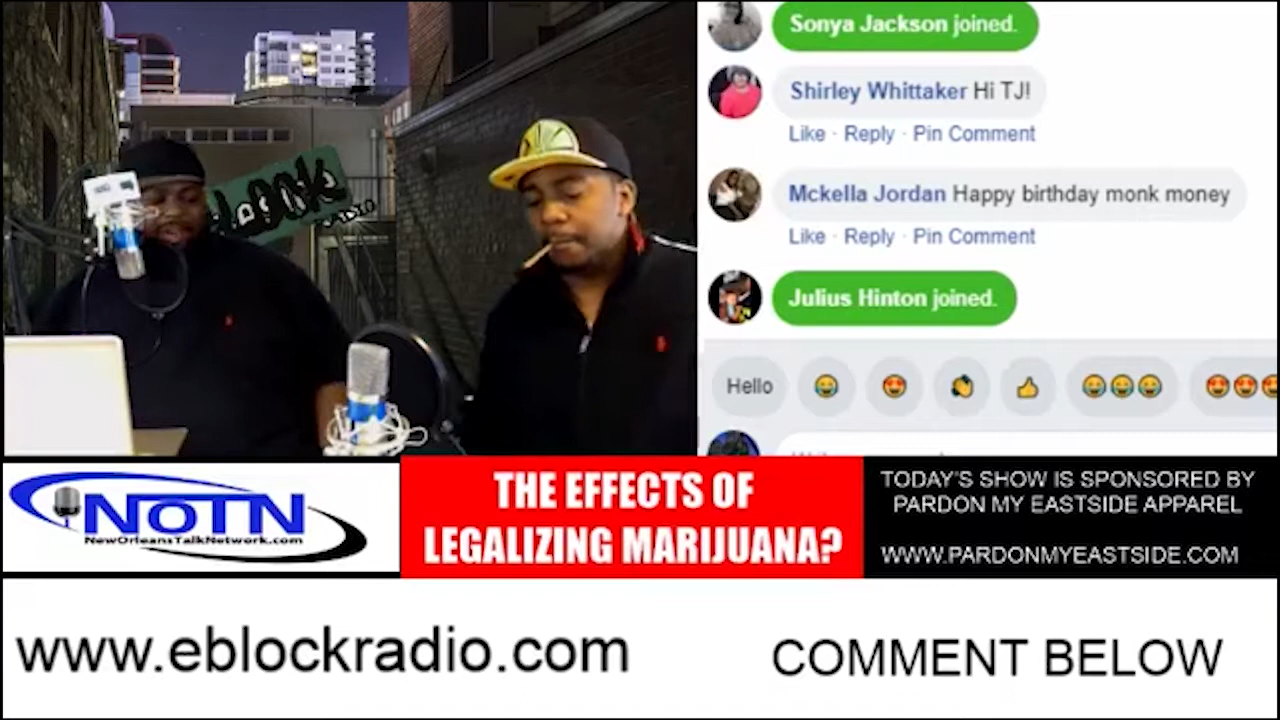 Sonya Jackson joined.
Shirley Whittaker Hi TJ!
Like · Reply · Pin Comment
Mckella Jordan Happy birthday monk money
Like · Reply · Pin Comment
Julius Hinton joined.
Hello
NOTN
NewOrleansTalkNetwork.com
THE EFFECTS OF
LEGALIZING MARIJUANA?
TODAY'S SHOW IS SPONSORED BY
PARDON MY EASTSIDE APPAREL
WWW.PARDONMYEASTSIDE.COM
www.eblockradio.com
COMMENT BELOW